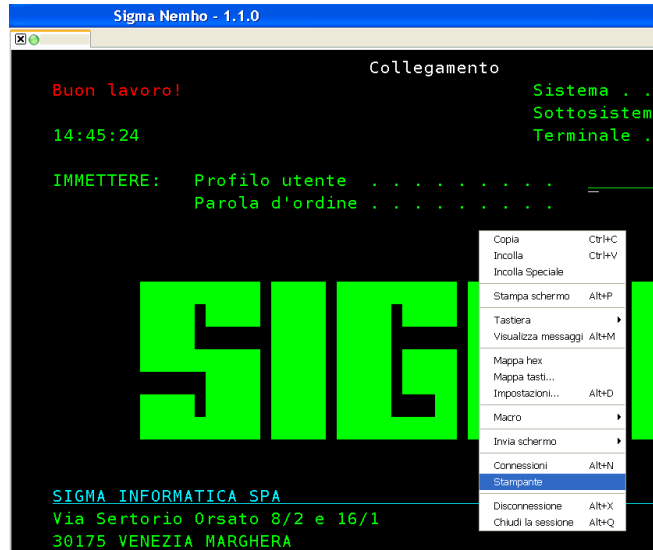 Sigma Nemho - 1.1.0
Collegamento
Buon lavoro!
Sistema . .
Sottosistem
14:45:24
Terminale .
IMMETTERE: Profilo utente . . . . . . . . .
Parola d'ordine . . . . . . . . .
Copia Ctrl+C
Incolla Ctrl+V
Incolla Speciale
Stampa schermo Alt+P
Tastiera
Visualizza messaggi Alt+M
Mappa hex
Mappa tasti...
Impostazioni... Alt+D
Macro
Invia schermo
Connessioni Alt+N
Stampante
Disconnessione Alt+X
Chiudi la sessione Alt+Q
SIG
SIGMA INFORMATICA SPA
Via Sertorio Orsato 8/2 e 16/1
30175 VENEZIA MARGHERA